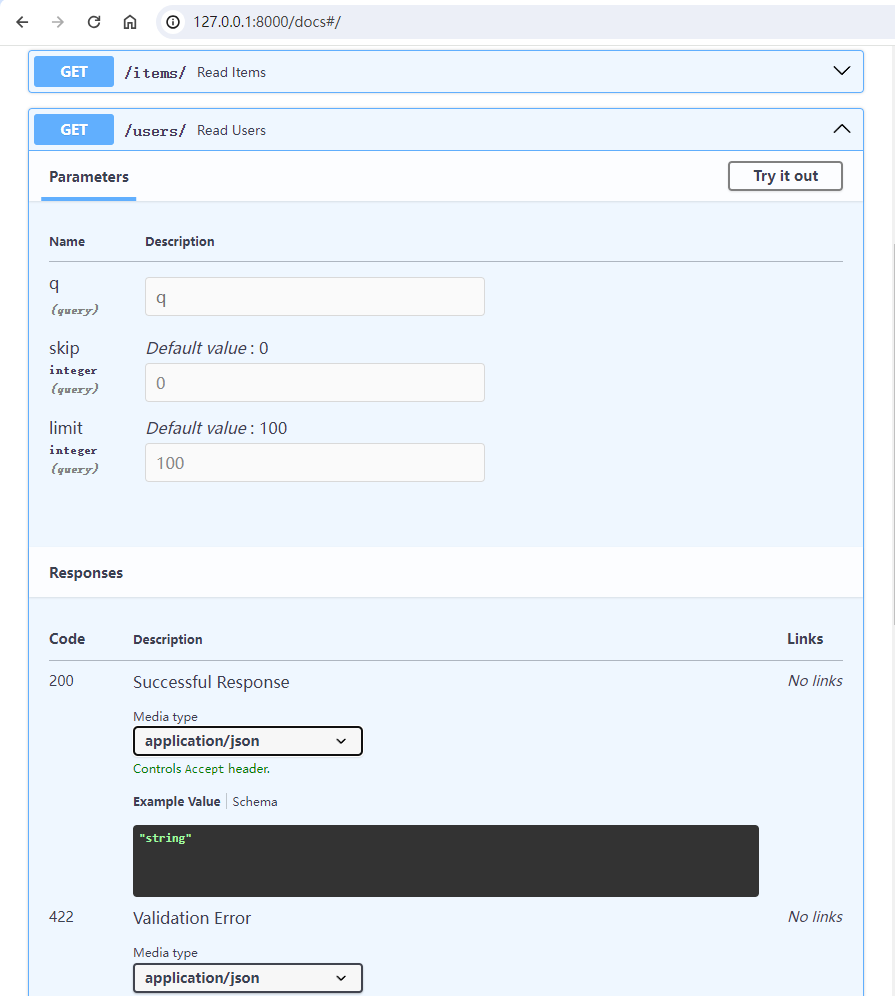 127.0.0.1:8000/docs#/
GET /items/ Read Items
GET /users/ Read Users
Parameters Try it out
Name Description
q
(query)
q
skip
integer
(query)
Default value : 0
0
limit
integer
(query)
Default value : 100
100
Responses
Code Description Links
200 Successful Response No links
Media type
application/json
Controls Accept header.
Example Value Schema
"string"
422 Validation Error No links
Media type
application/json